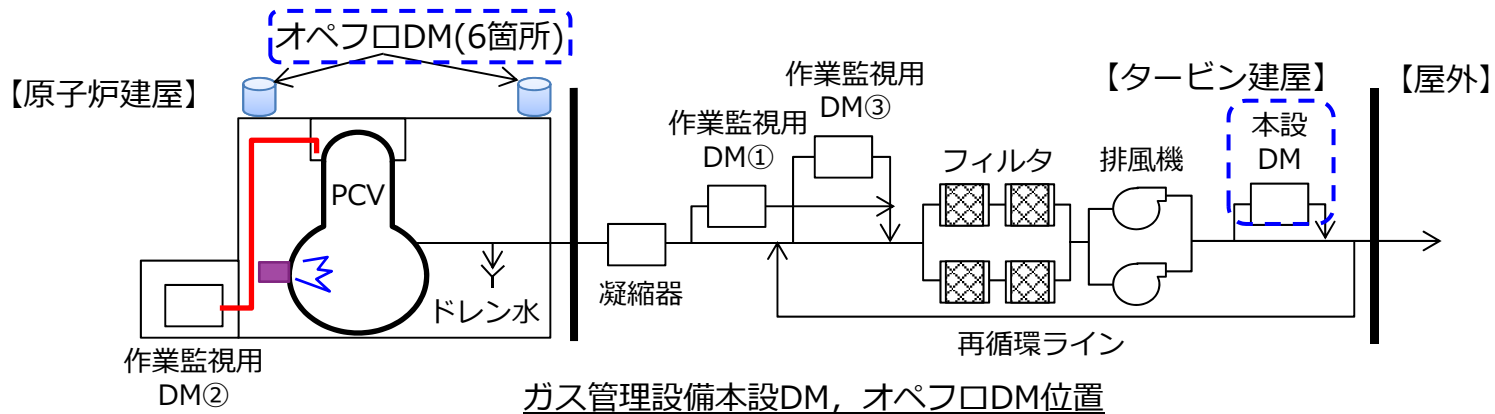 オペフロDM(6箇所)
【原子炉建屋】
作業監視用
DM③
【タービン建屋】
【屋外】
作業監視用
DM①
本設
DM
フィルタ
排風機
PCV
ドレン水
凝縮器
再循環ライン
作業監視用
DM②
ガス管理設備本設DM，オペフロDM位置